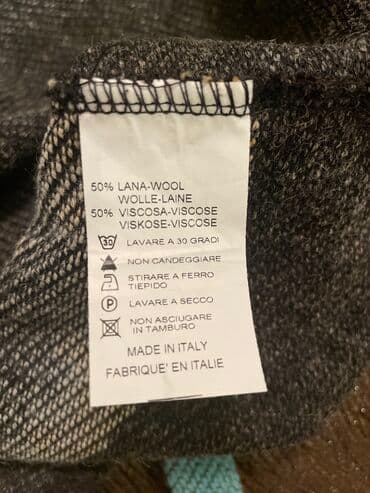 50% LANA-WOOL
WOLLE-LAINE
50% VISCOSA-VISCOSE
VISKOSE-VISCOSE
30 LAVARE A 30 GRADI
NON CANDEGGIARE
STIRARE A FERRO
TIEPIDO
P LAVARE A SECCO
NON ASIUGARE
IN TAMBURO
MADE IN ITALY
FABRIQUE' EN ITALIE